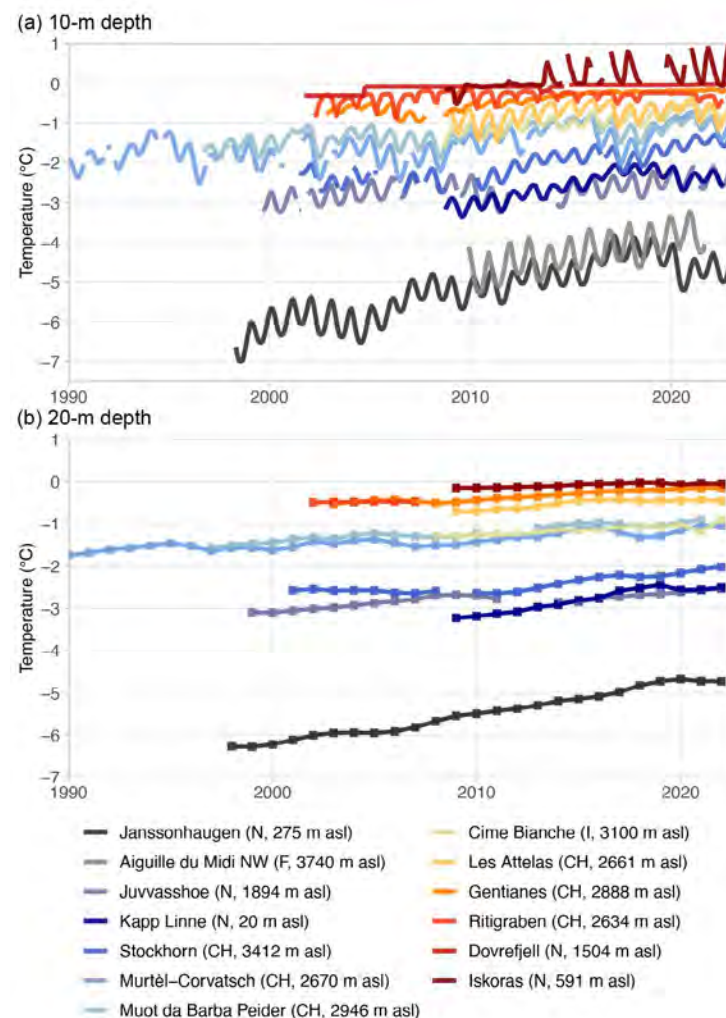 (a) 10-m depth
1
0
−1
−2
−3
−4
−5
−6
−7
Temperature (°C)
1990 2000 2010 2020
(b) 20-m depth
1
0
−1
−2
−3
−4
−5
−6
−7
Temperature (°C)
1990 2000 2010 2020
Janssonhaugen (N, 275 m asl)
Aiguille du Midi NW (F, 3740 m asl)
Juvvasshoe (N, 1894 m asl)
Kapp Linne (N, 20 m asl)
Stockhorn (CH, 3412 m asl)
Murtèl−Corvatsch (CH, 2670 m asl)
Muot da Barba Peider (CH, 2946 m asl)
Cime Bianche (I, 3100 m asl)
Les Attelas (CH, 2661 m asl)
Gentianes (CH, 2888 m asl)
Ritigraben (CH, 2634 m asl)
Dovrefjell (N, 1504 m asl)
Iskoras (N, 591 m asl)